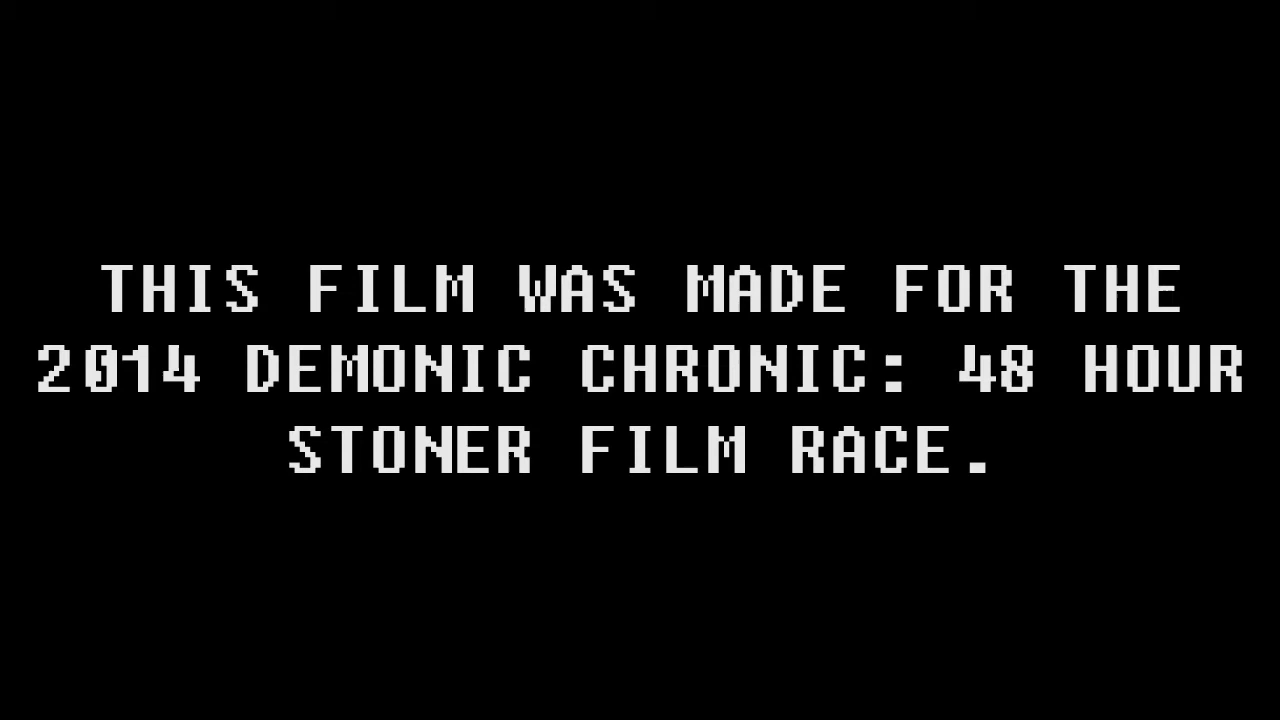 THIS FILM WAS MADE FOR THE
2014 DEMONIC CHRONIC: 48 HOUR
STONER FILM RACE.